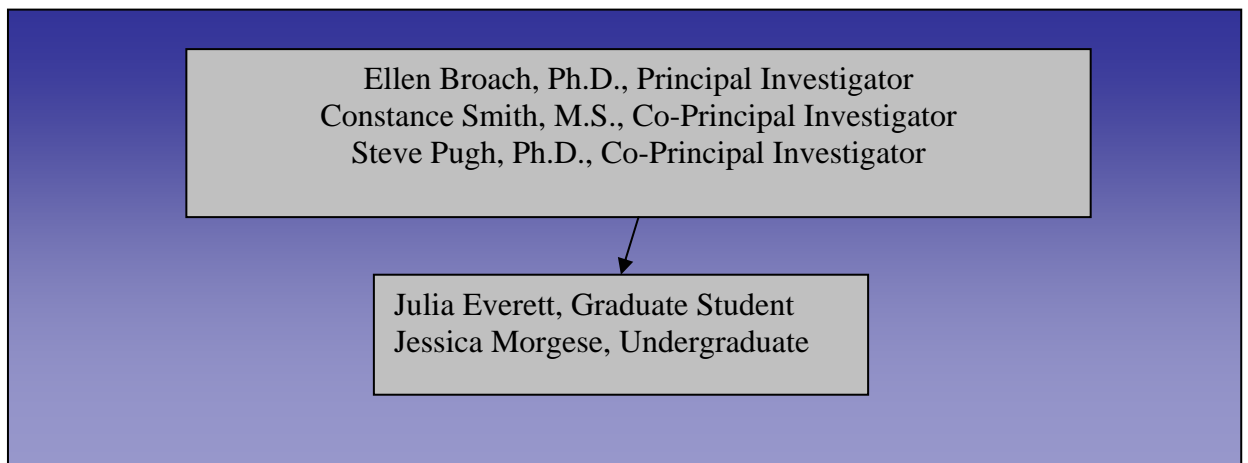 Ellen Broach, Ph.D., Principal Investigator
Constance Smith, M.S., Co-Principal Investigator
Steve Pugh, Ph.D., Co-Principal Investigator
Julia Everett, Graduate Student
Jessica Morgese, Undergraduate